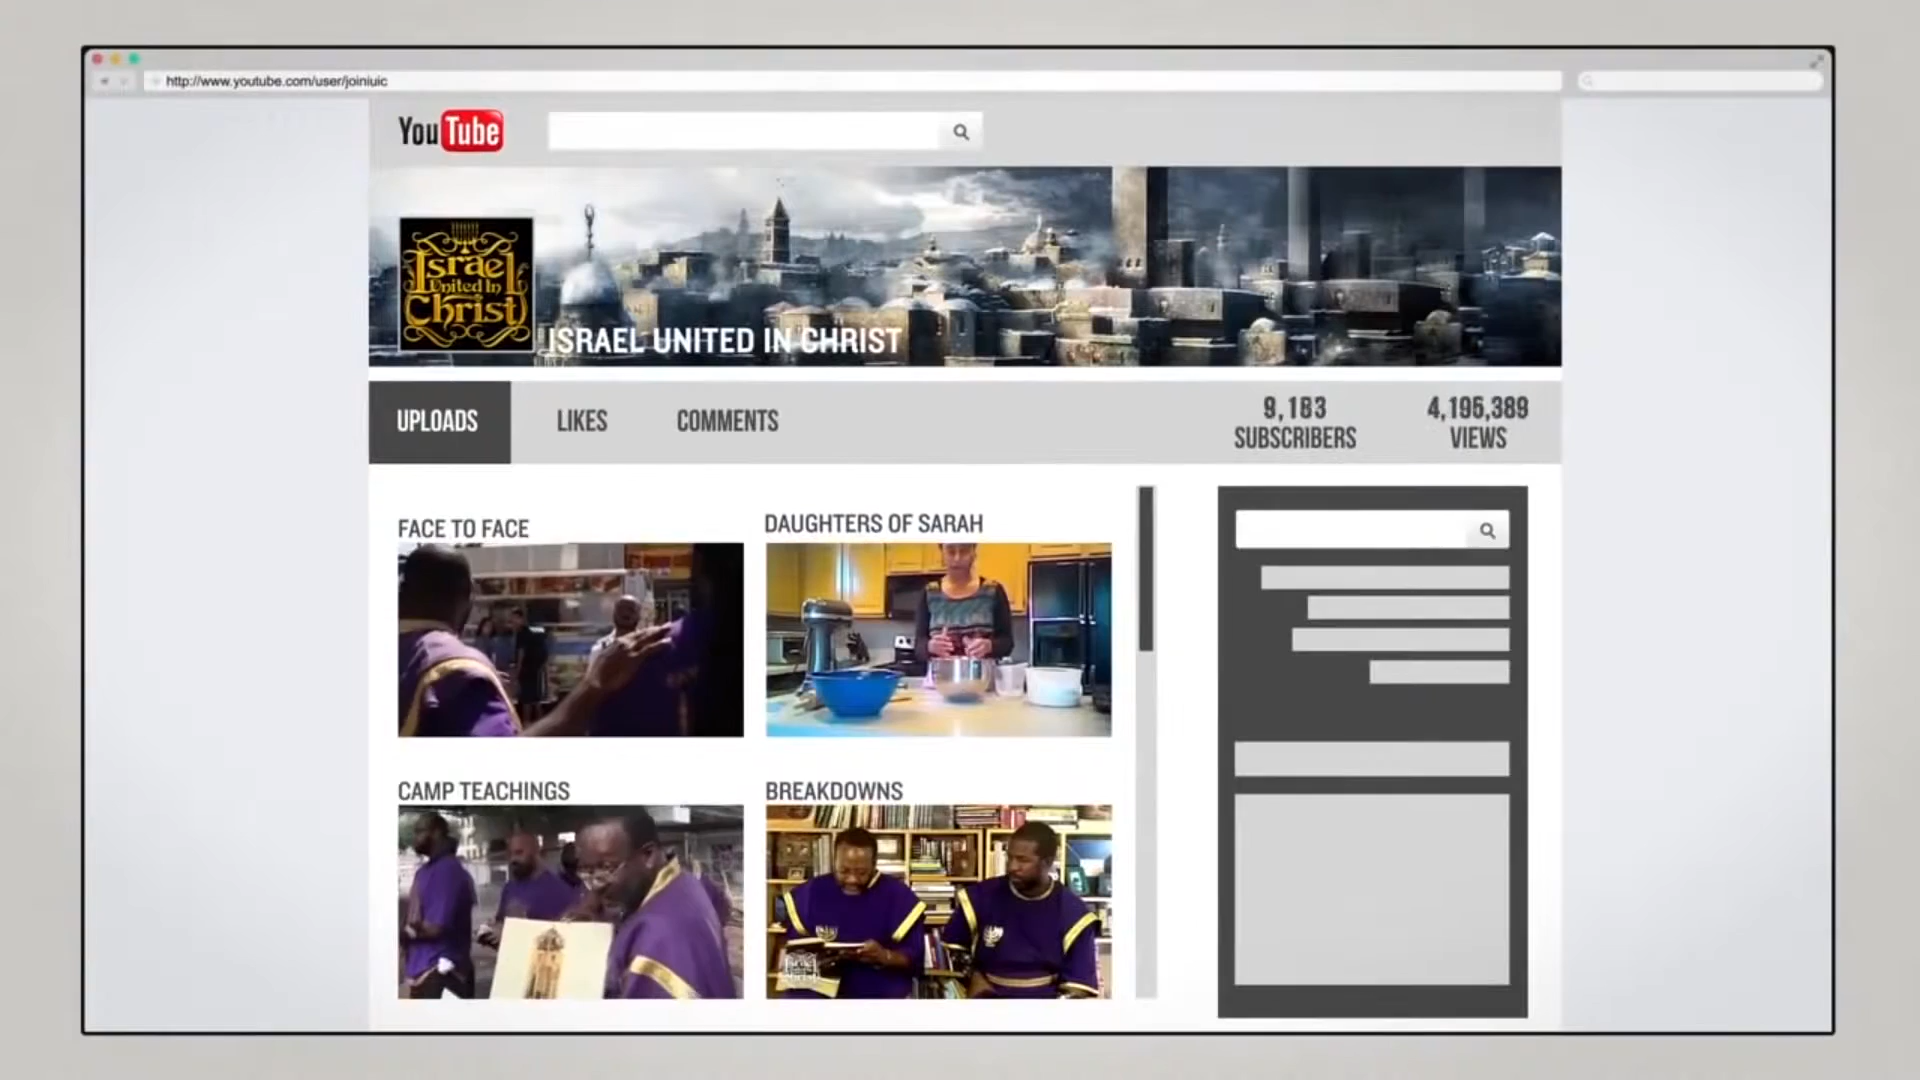 http://www.youtube.com/user/joiniuic
YouTube
Israel
United In
Christ
ISRAEL UNITED IN CHRIST
UPLOADS
LIKES
COMMENTS
9,183
SUBSCRIBERS
4,195,389
VIEWS
FACE TO FACE
DAUGHTERS OF SARAH
CAMP TEACHINGS
BREAKDOWNS